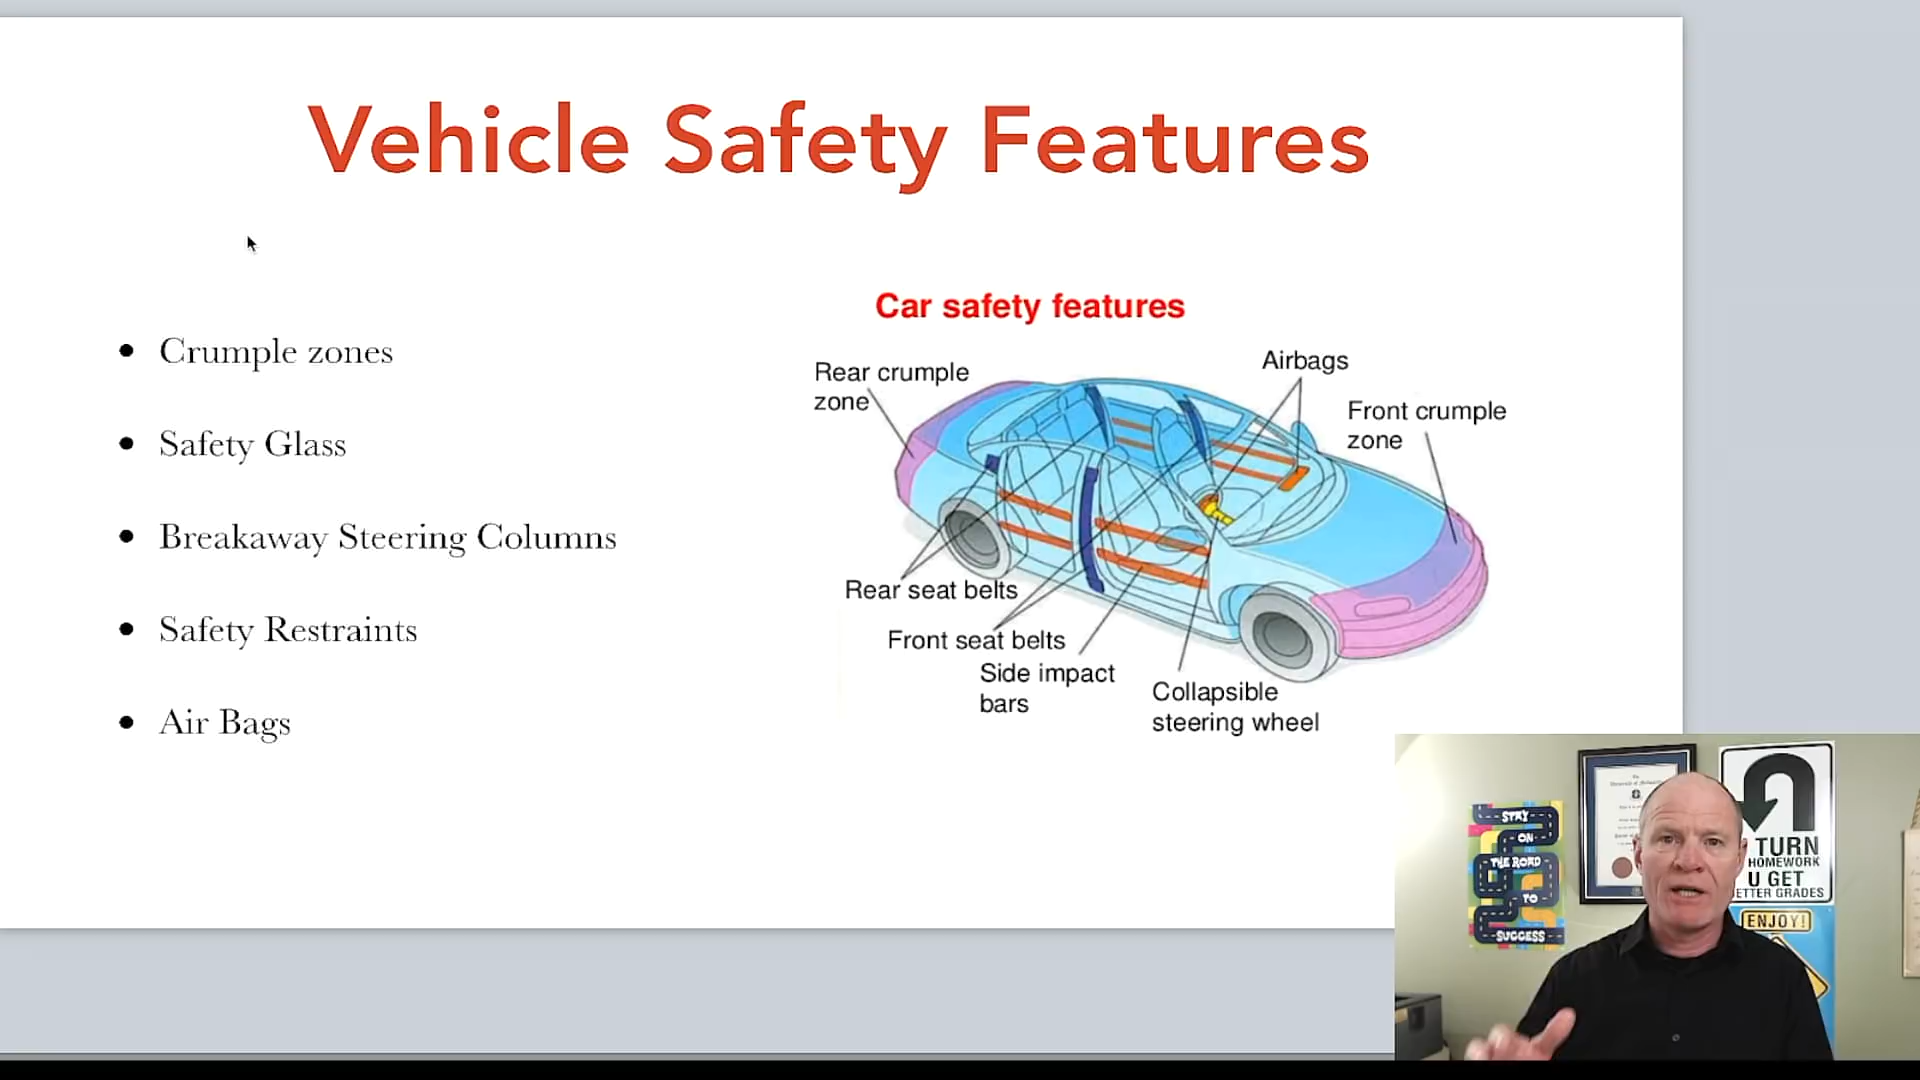 Vehicle Safety Features
Crumple zones
Safety Glass
Breakaway Steering Columns
Safety Restraints
Air Bags
Car safety features
Rear crumple
zone
Airbags
Front crumple
zone
Rear seat belts
Front seat belts
Side impact
bars
Collapsible
steering wheel
STAY
ON
THE ROAD
TO
SUCCESS
TURN
HOMEWORK
U GET
ETTER GRADES
ENJOY!